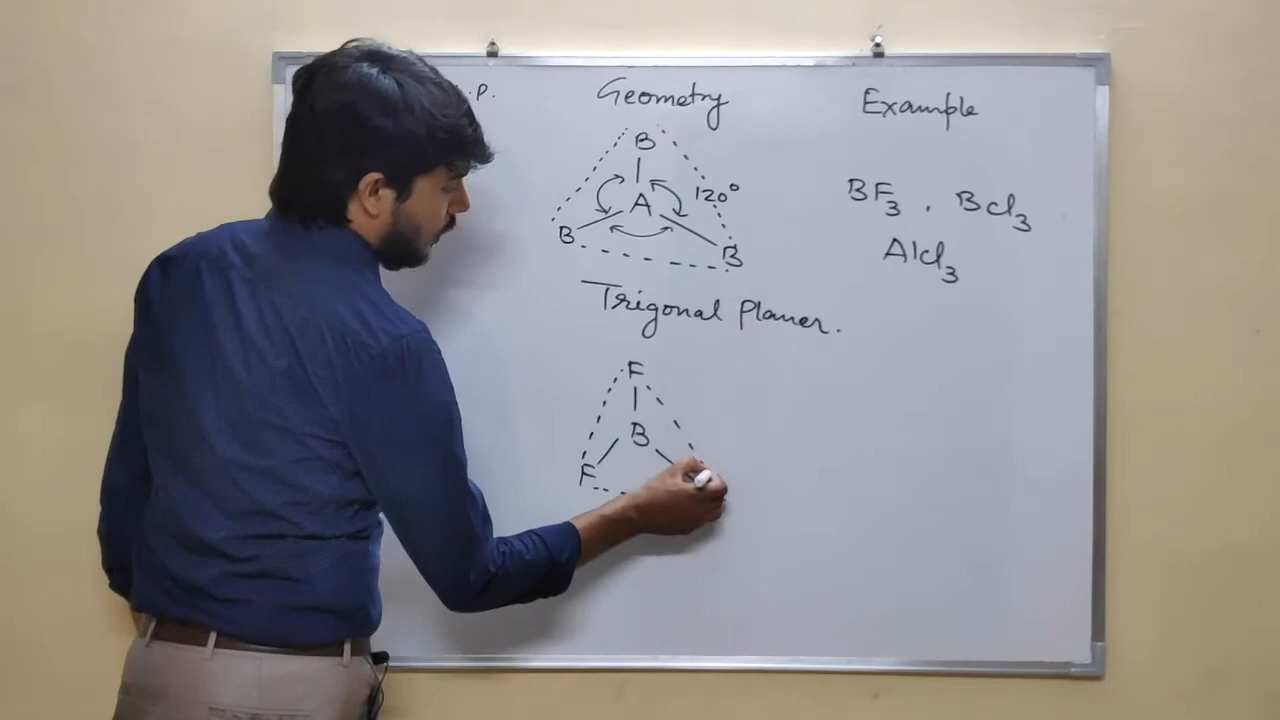 .P. Geometry Example
B
A 120°
B B
BF3, BCl3
AlCl3
Trigonal Planer.
F
B
F